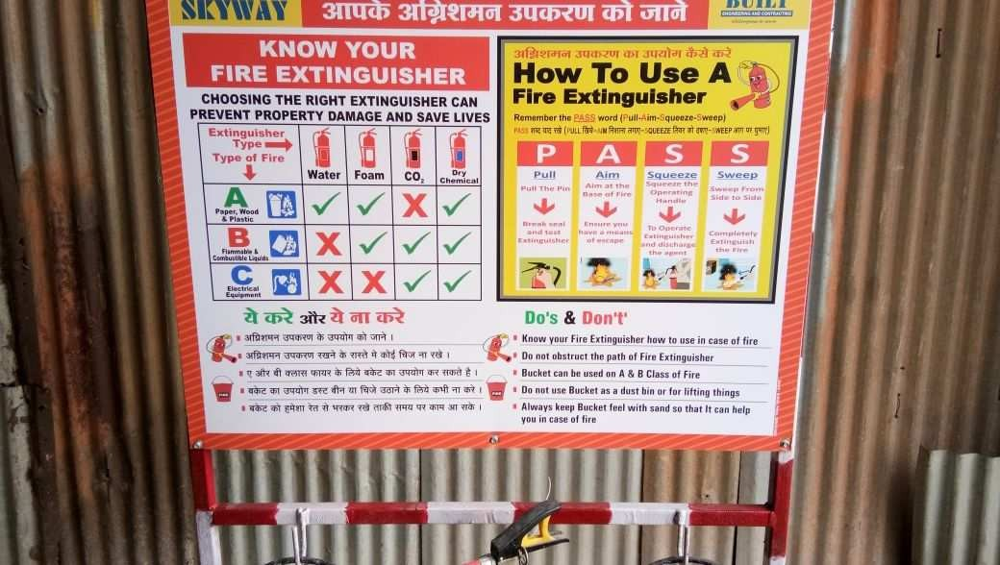 SKYWAY
आपके अग्निशमन उपकरण को जाने
BUILT
ENGINEERING AND CONTRACTING
KNOW YOUR
FIRE EXTINGUISHER
CHOOSING THE RIGHT EXTINGUISHER CAN
PREVENT PROPERTY DAMAGE AND SAVE LIVES
Extinguisher
Type
Type of Fire
Water
Foam
CO₂
Dry
Chemical
A
Paper, Wood
& Plastic
B
Flammable &
Combustible Liquids
C
Electrical
Equipment
अग्निशमन उपकरण का उपयोग कैसे करे
How To Use A
Fire Extinguisher
Remember the PASS word (Pull-Aim-Squeeze-Sweep)
PASS शब्द याद रखे (PULL खिंचे-AIM निशाना लगाए-SQUEEZE लिवर को दबाए-SWEEP आग पर घुमाए)
P
Pull
Pull The Pin
Break seal
and test
Extinguisher
A
Aim
Aim at the
Base of Fire
Ensure you
have a means
of escape
S
Squeeze
Squeeze the
Operating
Handle
To Operate
Extinguisher
and discharge
the agent
S
Sweep
Sweep From
Side to Side
Completely
Extinguish
the Fire
ये करे और ये ना करे
अग्निशमन उपकरण के उपयोग को जाने ।
अग्निशमन उपकरण रखने के रास्ते मे कोई चिज ना रखे ।
ए और बी क्लास फायर के लिये बकेट का उपयोग कर सकते है ।
बकेट का उपयोग डस्ट बीन या चिजे उठाने के लिये कभी ना करे ।
बकेट को हमेशा रेत से भरकर रखे ताकी समय पर काम आ सके ।
FIRE
Do's & Don't'
Know your Fire Extinguisher how to use in case of fire
Do not obstruct the path of Fire Extinguisher
Bucket can be used on A & B Class of Fire
Do not use Bucket as a dust bin or for lifting things
Always keep Bucket feel with sand so that It can help
you in case of fire
FIRE